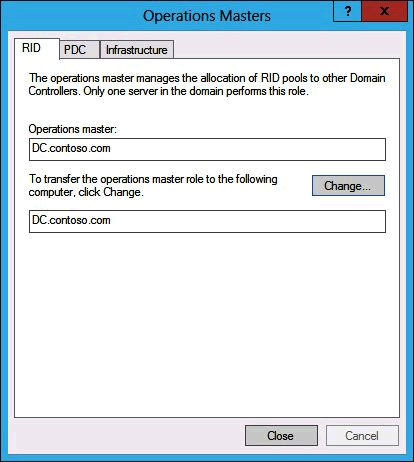 Operations Masters
?
x
RID
PDC
Infrastructure
The operations master manages the allocation of RID pools to other Domain
Controllers. Only one server in the domain performs this role.
Operations master:
DC.contoso.com
To transfer the operations master role to the following
computer, click Change.
Change...
DC.contoso.com
Close
Cancel